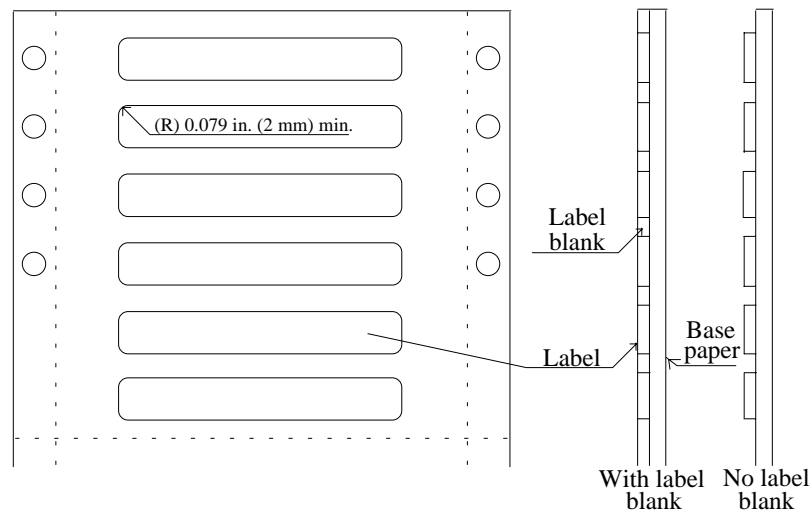 (R) 0.079 in. (2 mm) min.
Label
blank
Label
Base
paper
With label
blank
No label
blank